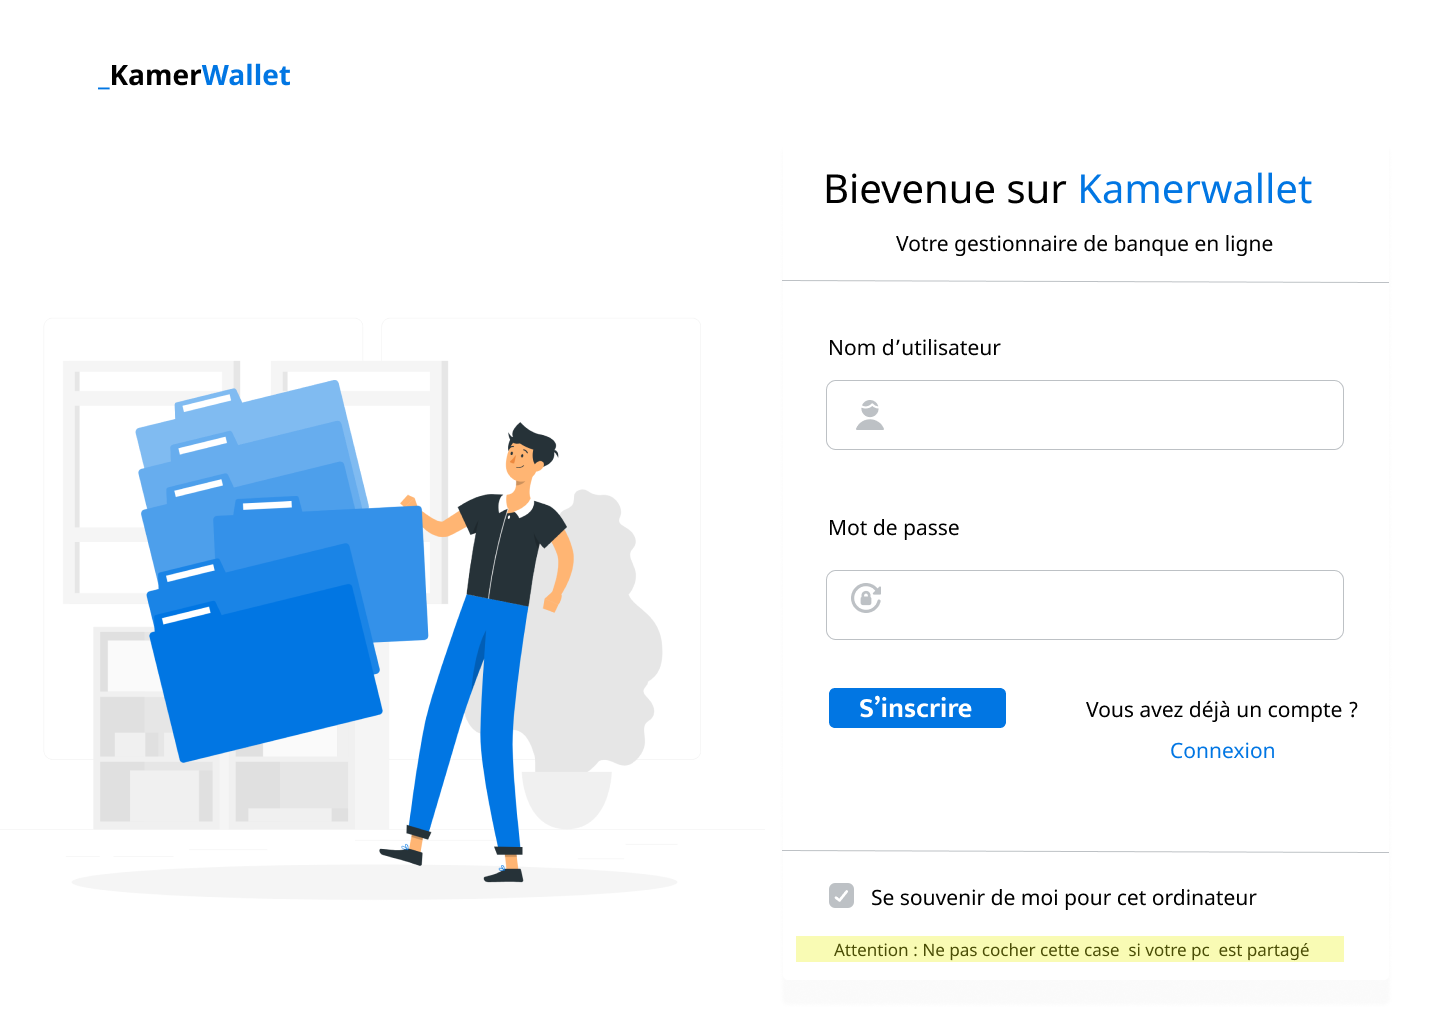 _KamerWallet
Bievenue sur Kamerwallet
Votre gestionnaire de banque en ligne
Nom d’utilisateur
Mot de passe
S’inscrire
Vous avez déjà un compte ?
Connexion
Se souvenir de moi pour cet ordinateur
Attention : Ne pas cocher cette case  si votre pc  est partagé